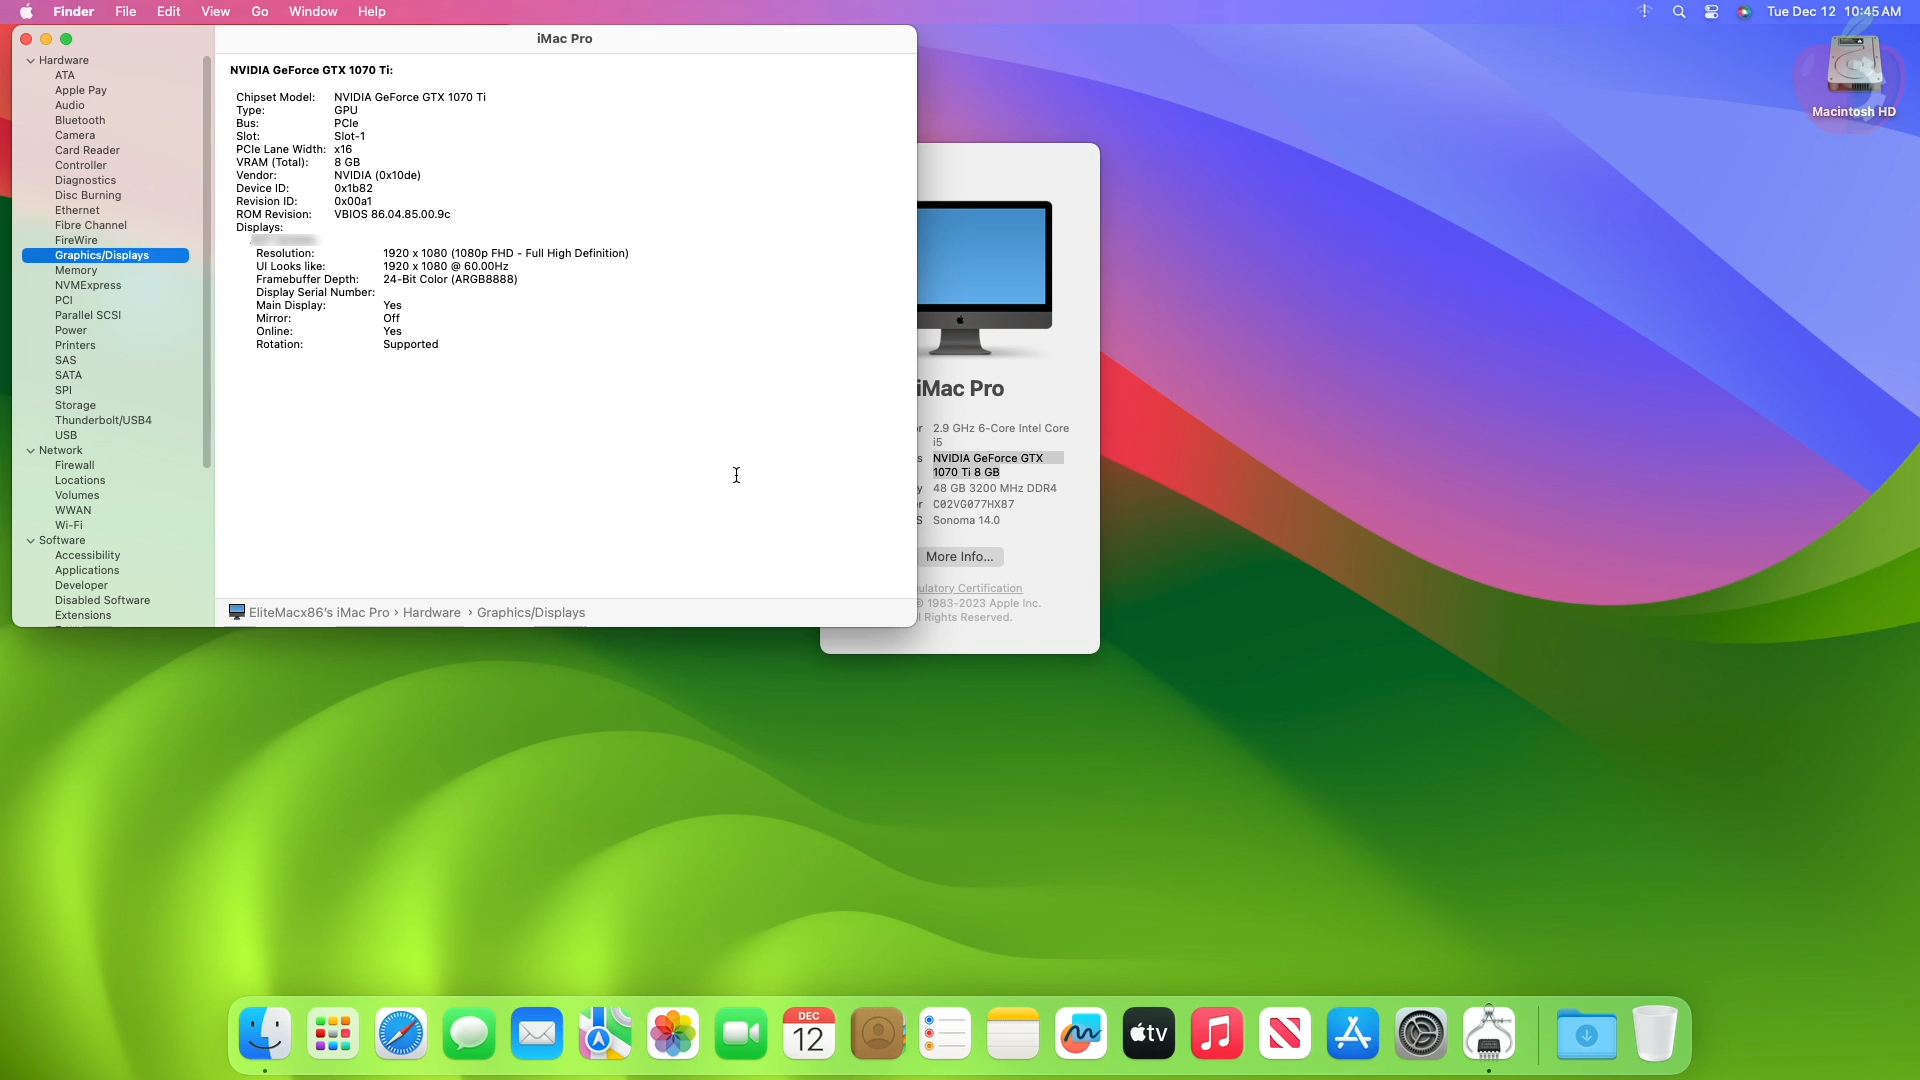 Finder File Edit View Go Window Help
Tue Dec 12 10:45 AM
Macintosh HD
iMac Pro
Hardware
ATA
Apple Pay
Audio
Bluetooth
Camera
Card Reader
Controller
Diagnostics
Disc Burning
Ethernet
Fibre Channel
FireWire
Graphics/Displays
Memory
NVMExpress
PCI
Parallel SCSI
Power
Printers
SAS
SATA
SPI
Storage
Thunderbolt/USB4
USB
Network
Firewall
Locations
Volumes
WWAN
Wi-Fi
Software
Accessibility
Applications
Developer
Disabled Software
Extensions
NVIDIA GeForce GTX 1070 Ti:
Chipset Model: NVIDIA GeForce GTX 1070 Ti
Type: GPU
Bus: PCIe
Slot: Slot-1
PCIe Lane Width: x16
VRAM (Total): 8 GB
Vendor: NVIDIA (0x10de)
Device ID: 0x1b82
Revision ID: 0x00a1
ROM Revision: VBIOS 86.04.85.00.9c
Displays:
Resolution: 1920 x 1080 (1080p FHD - Full High Definition)
UI Looks like: 1920 x 1080 @ 60.00Hz
Framebuffer Depth: 24-Bit Color (ARGB8888)
Display Serial Number:
Main Display: Yes
Mirror: Off
Online: Yes
Rotation: Supported
EliteMacx86's iMac Pro › Hardware › Graphics/Displays
iMac Pro
r 2.9 GHz 6-Core Intel Core
i5
s NVIDIA GeForce GTX
1070 Ti 8 GB
y 48 GB 3200 MHz DDR4
r C02VG077HX87
S Sonoma 14.0
More Info...
ulatory Certification
© 1983-2023 Apple Inc.
l Rights Reserved.
DEC
12
tv